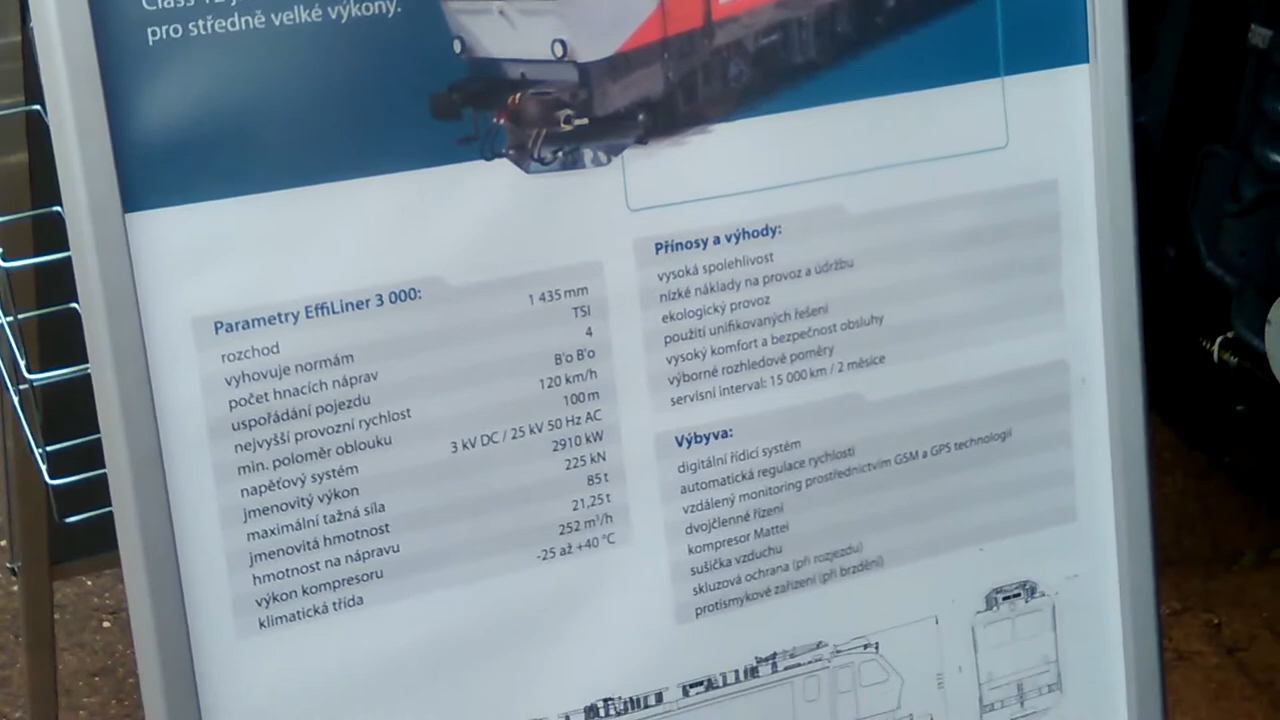 Class 12
pro středně velké výkony.
Parametry EffiLiner 3 000:
rozchod 1 435 mm
vyhovuje normám TSI
počet hnacích náprav 4
uspořádání pojezdu B'o B'o
nejvyšší provozní rychlost 120 km/h
min. poloměr oblouku 100 m
napěťový systém 3 kV DC / 25 kV 50 Hz AC
jmenovitý výkon 2910 kW
maximální tažná síla 225 kN
jmenovitá hmotnost 85 t
hmotnost na nápravu 21,25 t
výkon kompresoru 252 m³/h
klimatická třída -25 až +40 °C
Přínosy a výhody:
vysoká spolehlivost
nízké náklady na provoz a údržbu
ekologický provoz
použití unifikovaných řešení
vysoký komfort a bezpečnost obsluhy
výborné rozhledové poměry
servisní interval: 15 000 km / 2 měsíce
Výbyva:
digitální řídicí systém
automatická regulace rychlosti
vzdálený monitoring prostřednictvím GSM a GPS technologií
dvojčlenné řízení
kompresor Mattei
sušička vzduchu
skluzová ochrana (při rozjezdu)
protismykové zařízení (při brzdění)